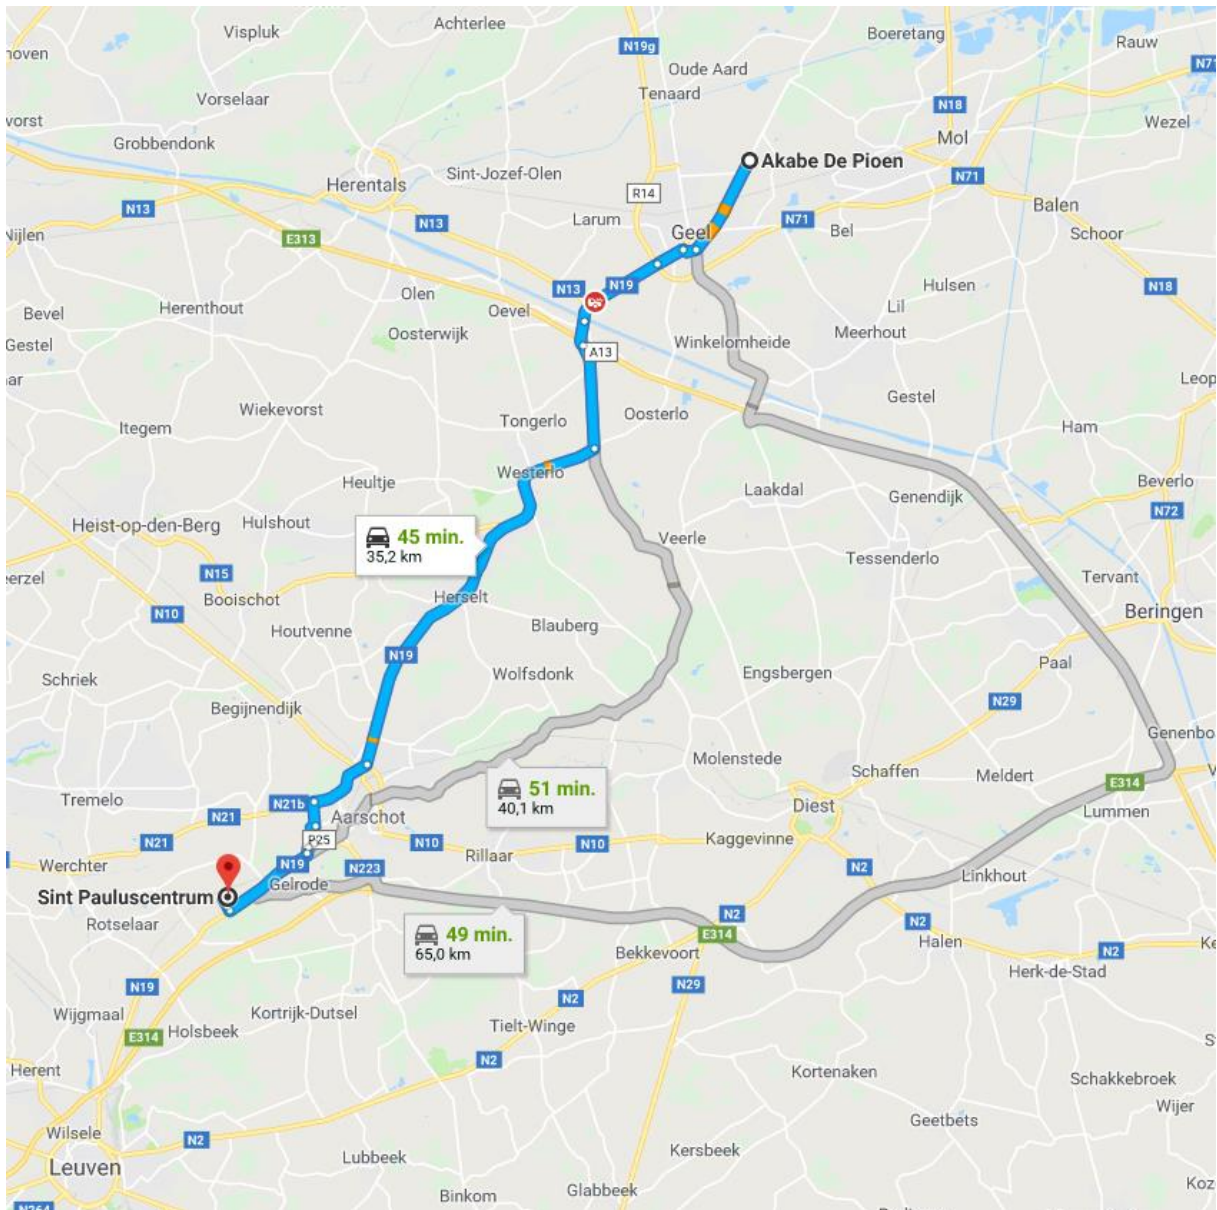 Vispluk
Achterlee
Boeretang
Rauw
hoven
N19g
Oude Aard
N71
Tenaard
Vorselaar
N18
Wezel
vorst
Mol
Grobbendonk
Akabe De Pioen
Sint-Jozef-Olen
N71
Herentals
R14
N13
Larum
Balen
N13
N71
Nijlen
E313
Geel
Bel
Schoor
N13
N19
Hulsen
N18
Olen
Herenthout
Lil
Bevel
Oevel
Meerhout
Oosterwijk
Gestel
Winkelomheide
A13
aar
Leop
Gestel
Wiekevorst
Oosterlo
Tongerlo
Itegem
Ham
Westerlo
Heultje
Beverlo
Laakdal
Genendijk
N72
Heist-op-den-Berg
Hulshout
45 min.
35,2 km
Veerle
Tessenderlo
eerzel
N15
Tervant
Booischot
Herselt
N10
Beringen
Houtvenne
Blauberg
N19
Paal
Wolfsdonk
Engsbergen
Schriek
N29
Begijnendijk
Genenbo
Molenstede
Schaffen
Meldert
51 min.
40,1 km
E314
Tremelo
N21b
Diest
Lummen
N21
Aarschot
N21
P25
N10
N10
Kaggevinne
Rillaar
Werchter
N19
N223
N2
Gelrode
Linkhout
Sint Pauluscentrum
Rotselaar
N2
N2
49 min.
65,0 km
E314
Halen
Bekkevoort
N2
Ke
Herk-de-Stad
N19
N29
N2
Wijgmaal
Kortrijk-Dutsel
Tielt-Winge
Holsbeek
E314
N2
Herent
Kortenaken
Schakkebroek
Wijer
Geetbets
Wilsele
N2
Kersbeek
Lubbeek
Leuven
Glabbeek
Koz
Binkom
N264